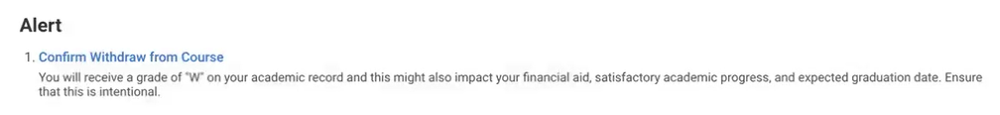 Alert
1. Confirm Withdraw from Course
You will receive a grade of "W" on your academic record and this might also impact your financial aid, satisfactory academic progress, and expected graduation date. Ensure
that this is intentional.